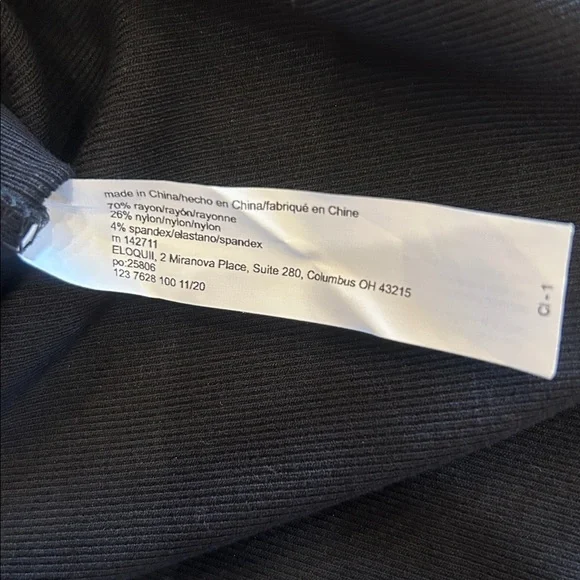 made in China/hecho en China/fabriqué en Chine
70% rayon/rayón/rayonne
26% nylon/nylon/nylon
4% spandex/elastano/spandex
rn 142711
ELOQUII, 2 Miranova Place, Suite 280, Columbus OH 43215
po:25806
123 7628 100 11/20
CI - 1